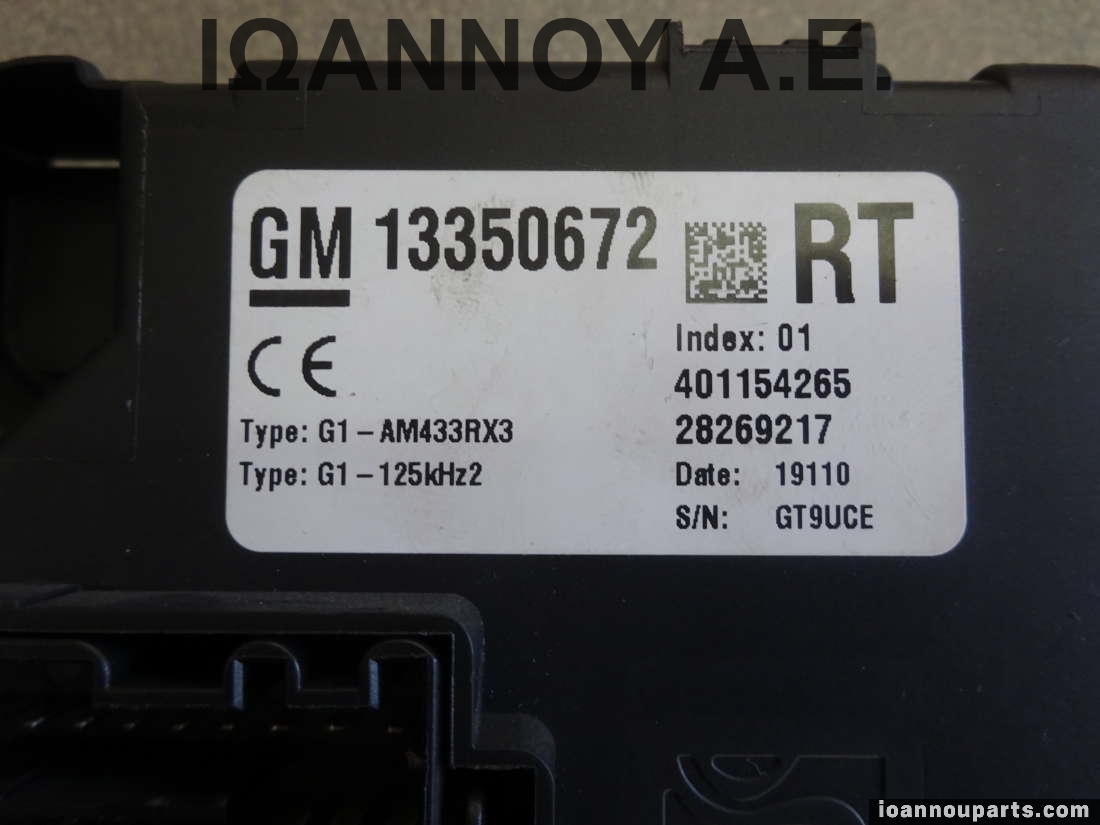 ΙΩΑΝΝΟΥ Α.Ε.
GM 13350672 RT
Index: 01
401154265
28269217
Type: G1-AM433RX3
Type: G1-125kHz2
Date: 19110
S/N: GT9UCE
CE
ioannouparts.com